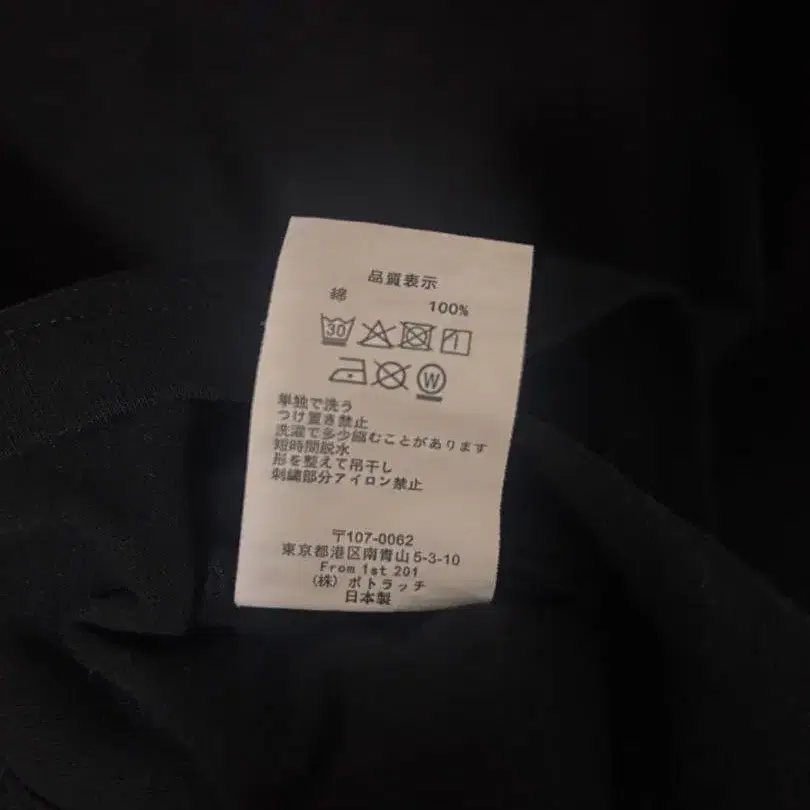 品質表示
綿 100%
30
W
単独で洗う
つけ置き禁止
洗濯で多少縮むことがあります
短時間脱水
形を整えて吊干し
刺繍部分アイロン禁止
〒107-0062
東京都港区南青山5-3-10
From 1st 201
(株) ポトラッチ
日本製